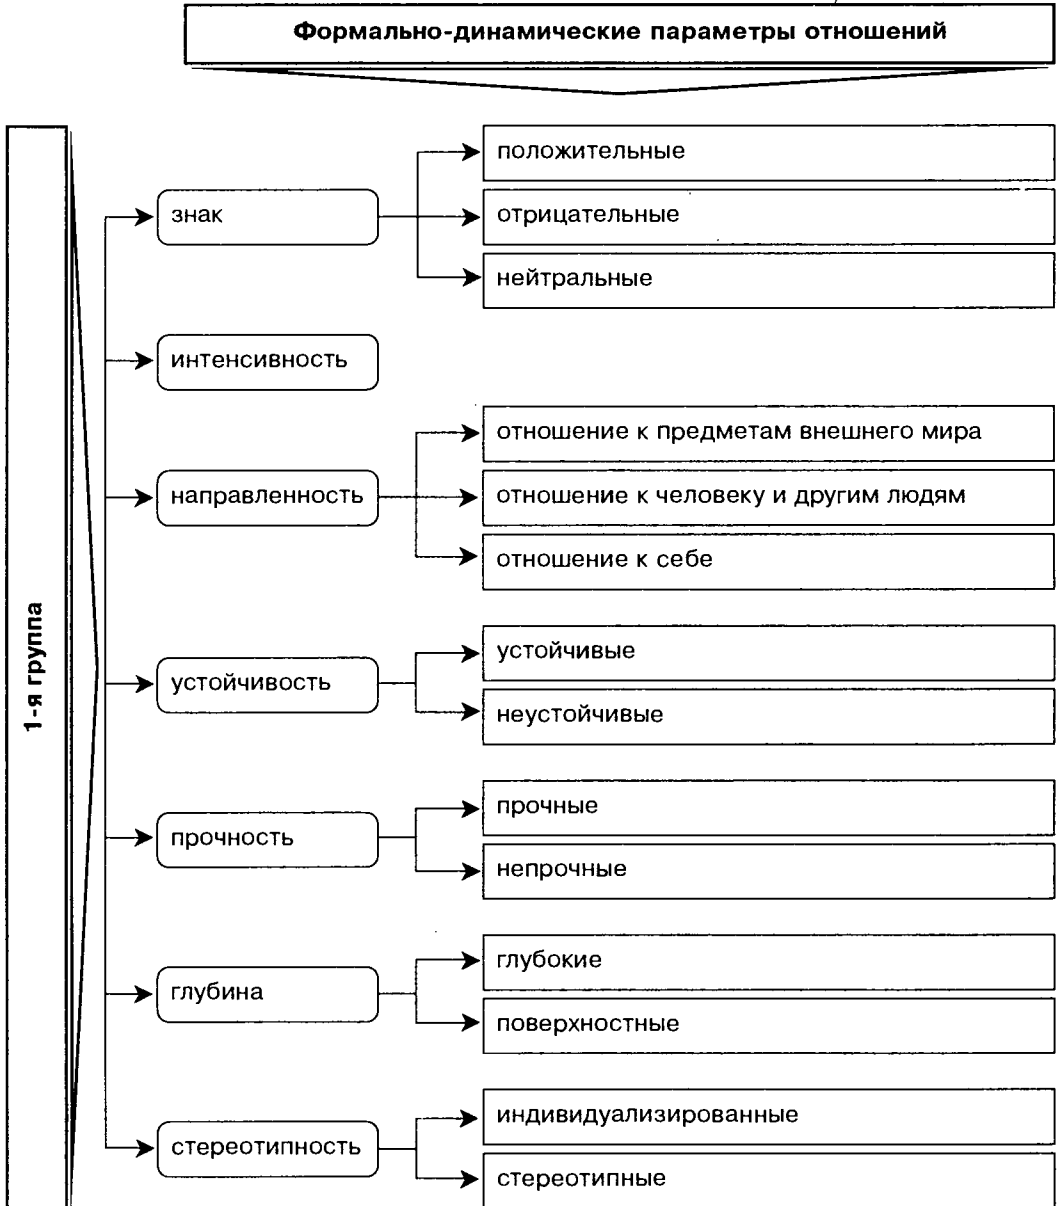 Формально-динамические параметры отношений
1-я группа
знак
положительные
отрицательные
нейтральные
интенсивность
направленность
отношение к предметам внешнего мира
отношение к человеку и другим людям
отношение к себе
устойчивость
устойчивые
неустойчивые
прочность
прочные
непрочные
глубина
глубокие
поверхностные
стереотипность
индивидуализированные
стереотипные